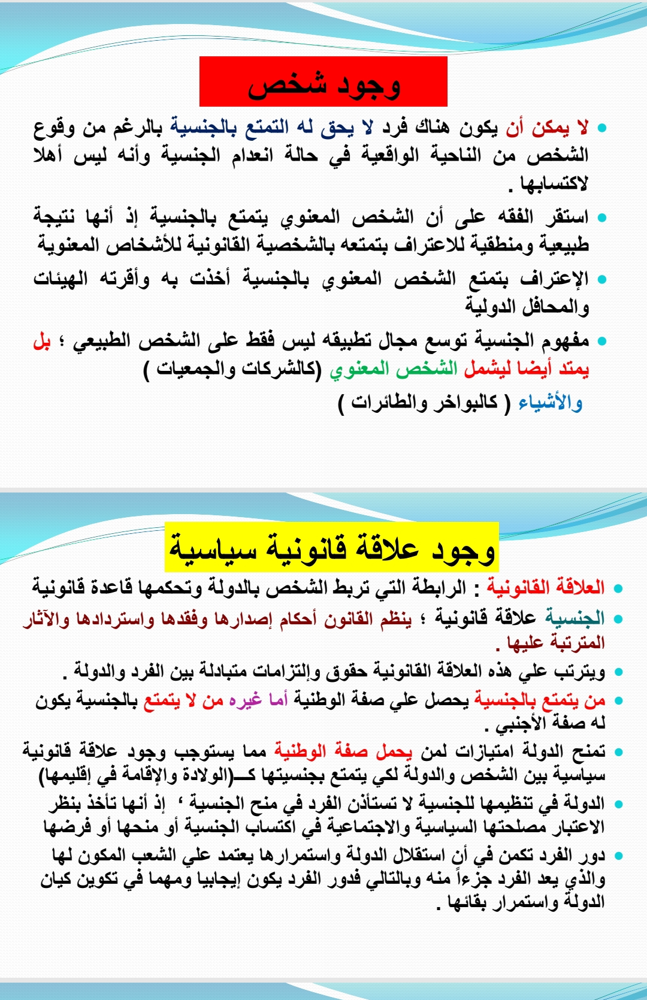 وجود شخص
لا يمكن أن يكون هناك فرد لا يحق له التمتع بالجنسية بالرغم من وقوع
الشخص من الناحية الواقعية في حالة انعدام الجنسية وأنه ليس أهلا
لاكتسابها .
استقر الفقه على أن الشخص المعنوي يتمتع بالجنسية إذ أنها نتيجة
طبيعية ومنطقية للاعتراف بتمتعه بالشخصية القانونية للأشخاص المعنوية
الإعتراف بتمتع الشخص المعنوي بالجنسية أخذت به وأقرته الهيئات
والمحافل الدولية
مفهوم الجنسية توسع مجال تطبيقه ليس فقط على الشخص الطبيعي ؛ بل
يمتد أيضا ليشمل الشخص المعنوي (كالشركات والجمعيات )
والأشياء ( كالبواخر والطائرات )
وجود علاقة قانونية سياسية
العلاقة القانونية : الرابطة التي تربط الشخص بالدولة وتحكمها قاعدة قانونية
الجنسية علاقة قانونية ؛ ينظم القانون أحكام إصدارها وفقدها واستردادها والآثار
المترتبة عليها .
ويترتب علي هذه العلاقة القانونية حقوق وإلتزامات متبادلة بين الفرد والدولة .
من يتمتع بالجنسية يحصل علي صفة الوطنية أما غيره من لا يتمتع بالجنسية يكون
له صفة الأجنبي .
تمنح الدولة امتيازات لمن يحمل صفة الوطنية مما يستوجب وجود علاقة قانونية
سياسية بين الشخص والدولة لكي يتمتع بجنسيتها كـــ(الولادة والإقامة في إقليمها)
الدولة في تنظيمها للجنسية لا تستأذن الفرد في منح الجنسية ‘ إذ أنها تأخذ بنظر
الاعتبار مصلحتها السياسية والاجتماعية في اكتساب الجنسية أو منحها أو فرضها
دور الفرد تكمن في أن استقلال الدولة واستمرارها يعتمد علي الشعب المكون لها
والذي يعد الفرد جزءاً منه وبالتالي فدور الفرد يكون إيجابيا ومهما في تكوين كيان
الدولة واستمرار بقائها .